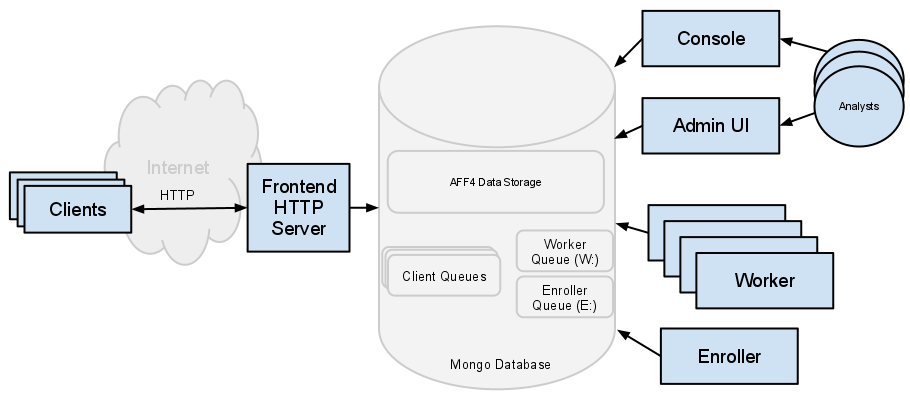 Console
Analysts
Admin UI
Internet
HTTP
Clients
Frontend
HTTP
Server
AFF4 Data Storage
Worker
Queue (W:)
Client Queues
Enroller
Queue (E:)
Worker
Enroller
Mongo Database